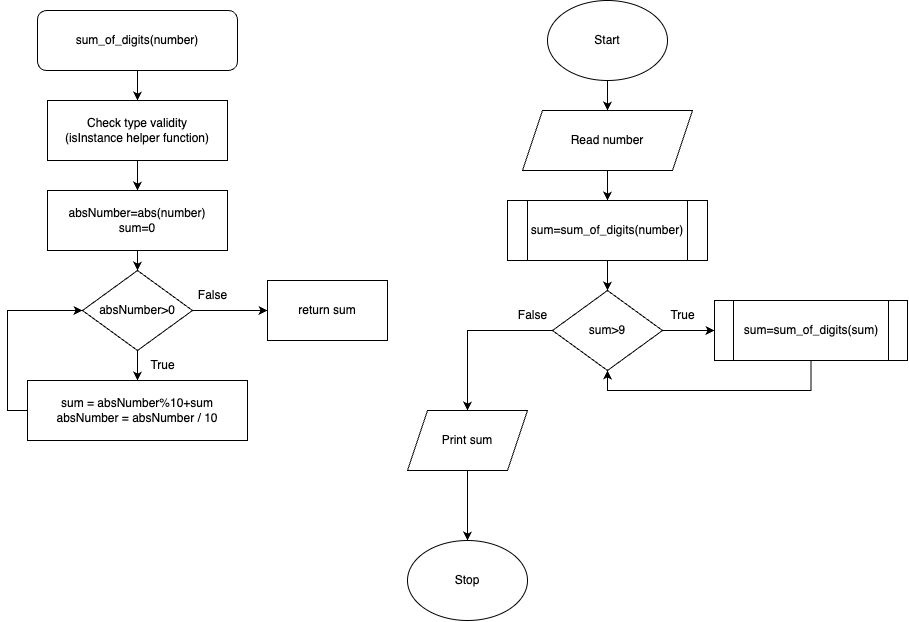 sum_of_digits(number)
Check type validity
(isInstance helper function)
absNumber=abs(number)
sum=0
absNumber>0
False
return sum
True
sum = absNumber%10+sum
absNumber = absNumber / 10
Start
Read number
sum=sum_of_digits(number)
False
sum>9
True
sum=sum_of_digits(sum)
Print sum
Stop